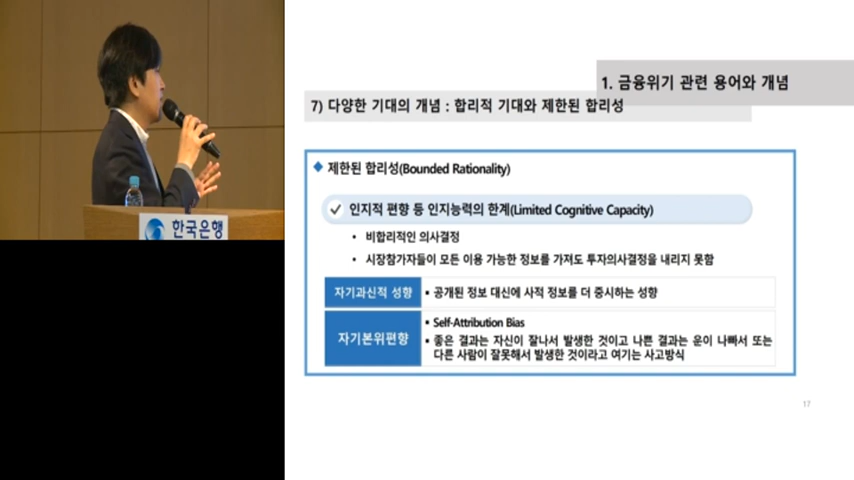 1. 금융위기 관련 용어와 개념
7) 다양한 기대의 개념 : 합리적 기대와 제한된 합리성
제한된 합리성(Bounded Rationality)
인지적 편향 등 인지능력의 한계(Limited Cognitive Capacity)
• 비합리적인 의사결정
• 시장참가자들이 모든 이용 가능한 정보를 가져도 투자의사결정을 내리지 못함
자기과신적 성향
▪ 공개된 정보 대신에 사적 정보를 더 중시하는 성향
자기본위편향
▪ Self-Attribution Bias
▪ 좋은 결과는 자신이 잘나서 발생한 것이고 나쁜 결과는 운이 나빠서 또는
다른 사람이 잘못해서 발생한 것이라고 여기는 사고방식
한국은행
17